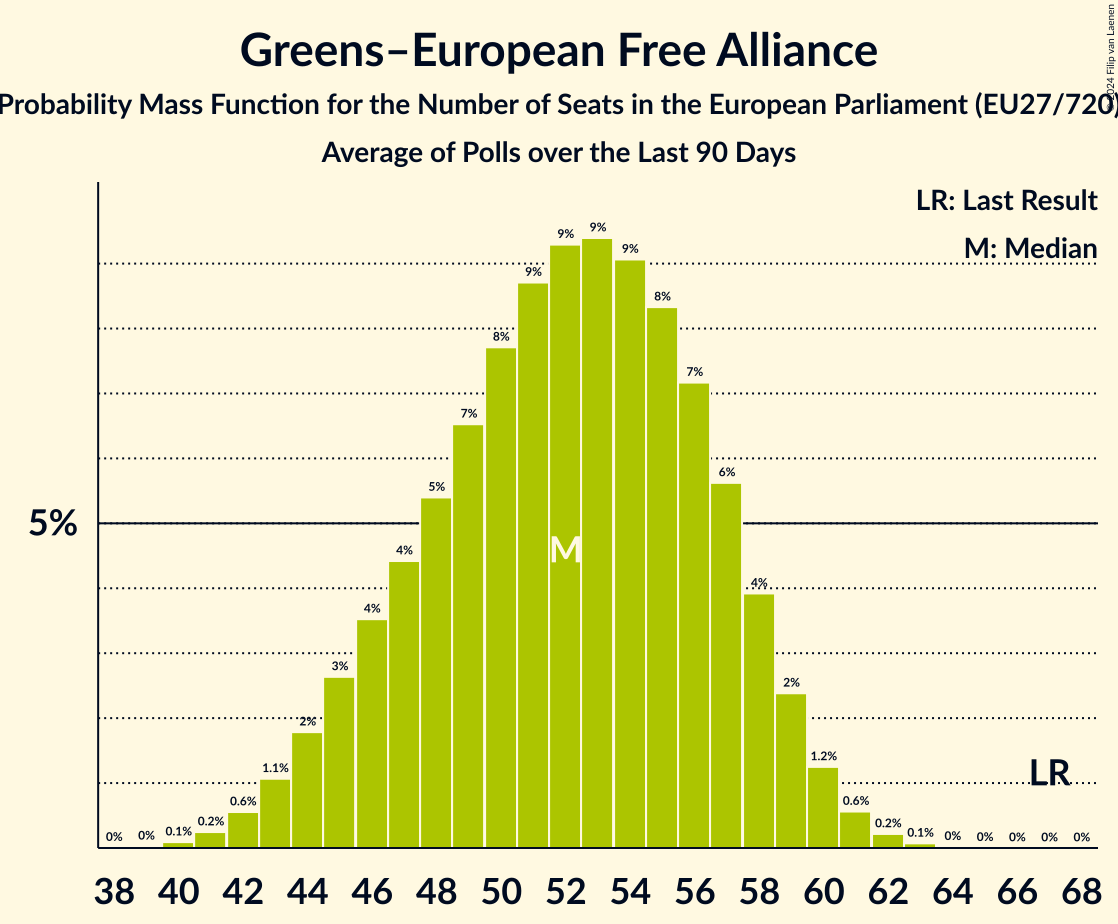 Greens–European Free Alliance
Probability Mass Function for the Number of Seats in the European Parliament (EU27/720)
Average of Polls over the Last 90 Days
© 2024 Filip van Laenen
LR: Last Result
M: Median
5%
0% 0% 0.1% 0.2% 0.6% 1.1% 2% 3% 4% 4% 5% 7% 8% 9% 9% 9% 9% 8% 7% 6% 4% 2% 1.2% 0.6% 0.2% 0.1% 0% 0% 0% 0% 0%
M
LR
38 40 42 44 46 48 50 52 54 56 58 60 62 64 66 68